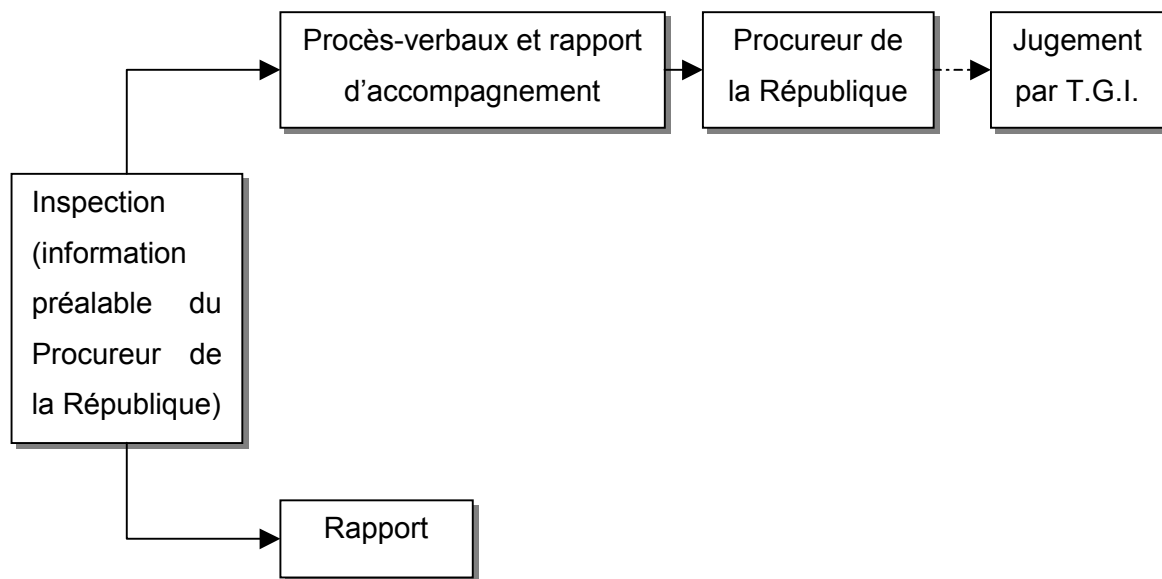 Procès-verbaux et rapport
d’accompagnement
Procureur de
la République
Jugement
par T.G.I.
Inspection
(information
préalable du
Procureur de
la République)
Rapport